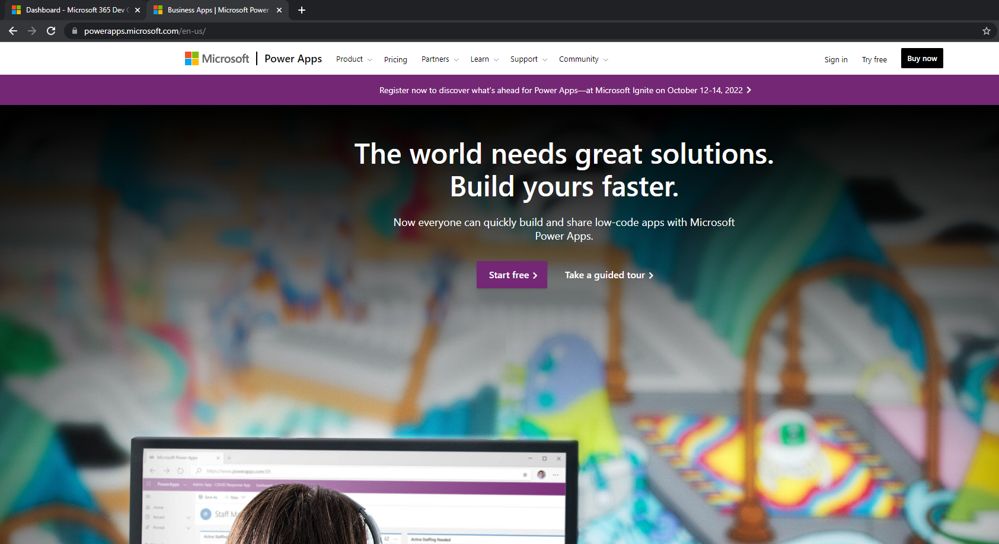 Dashboard - Microsoft 365 Dev
Business Apps | Microsoft Power
powerapps.microsoft.com/en-us/
Microsoft | Power Apps Product Pricing Partners Learn Support Community Sign in Try free Buy now
Register now to discover what's ahead for Power Apps—at Microsoft Ignite on October 12-14, 2022
The world needs great solutions.
Build yours faster.
Now everyone can quickly build and share low-code apps with Microsoft
Power Apps.
Start free Take a guided tour
Microsoft Power Apps
https://www.powerapps.com/ER
PowerApps Admin App - COVID Response App
Save As New
Home
Staff
Recent
Pinned
Active Staffing Needed